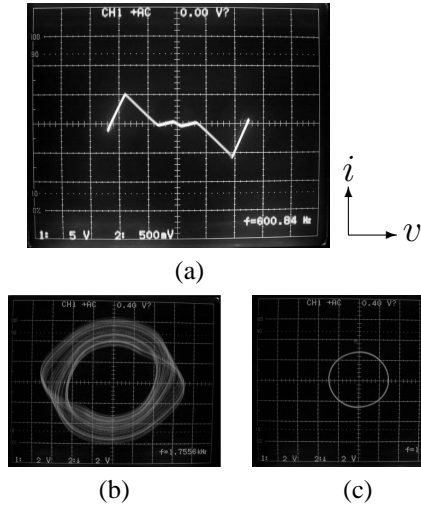 CH1 +AC 0.00 V?
100
90
10
0%
f=600.84 Hz
1: 5 V 2: 500mV
i
v
(a)
CH1 +AC -0.40 V?
f=1.7556kHz
1: 2 V 2: 2 V
(b)
CH1 +AC -0.40 V?
f=1
1: 2 V 2: 2 V
(c)